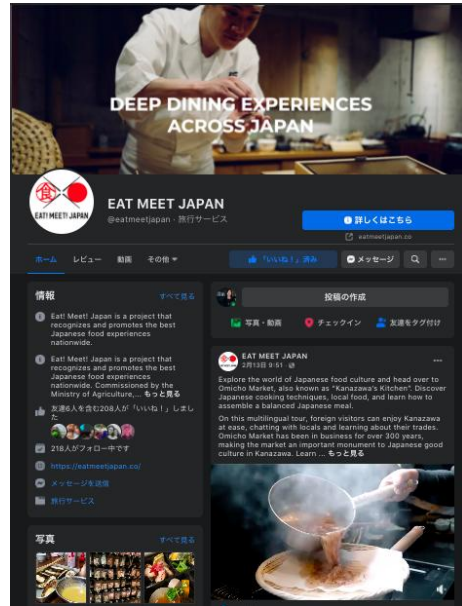 DEEP DINING EXPERIENCES
ACROSS JAPAN
食
EAT! MEET! JAPAN
EAT MEET JAPAN
@eatmeetjapan · 旅行サービス
詳しくはこちら
eatmeetjapan.co
ホーム レビュー 動画 その他
「いいね！」済み
メッセージ
情報
すべて見る
Eat! Meet! Japan is a project that
recognizes and promotes the best
Japanese food experiences
nationwide.
Eat! Meet! Japan is a project that
recognizes and promotes the best
Japanese food experiences
nationwide. Commissioned by the
Ministry of Agriculture,... もっと見る
友達6人を含む208人が「いいね！」しまし
た
218人がフォロー中です
https://eatmeetjapan.co/
メッセージを送信
旅行サービス
写真
すべて見る
投稿の作成
写真・動画
チェックイン
友達をタグ付け
EAT MEET JAPAN
2月13日 9:51
Explore the world of Japanese food culture and head over to
Omicho Market, also known as "Kanazawa's Kitchen". Discover
Japanese cooking techniques, local food, and learn how to
assemble a balanced Japanese meal.
On this multilingual tour, foreign visitors can enjoy Kanazawa
at ease, chatting with locals and learning about their trades.
Omicho Market has been in business for over 300 years,
making the market an important monument to Japanese good
culture in Kanazawa. Learn ... もっと見る